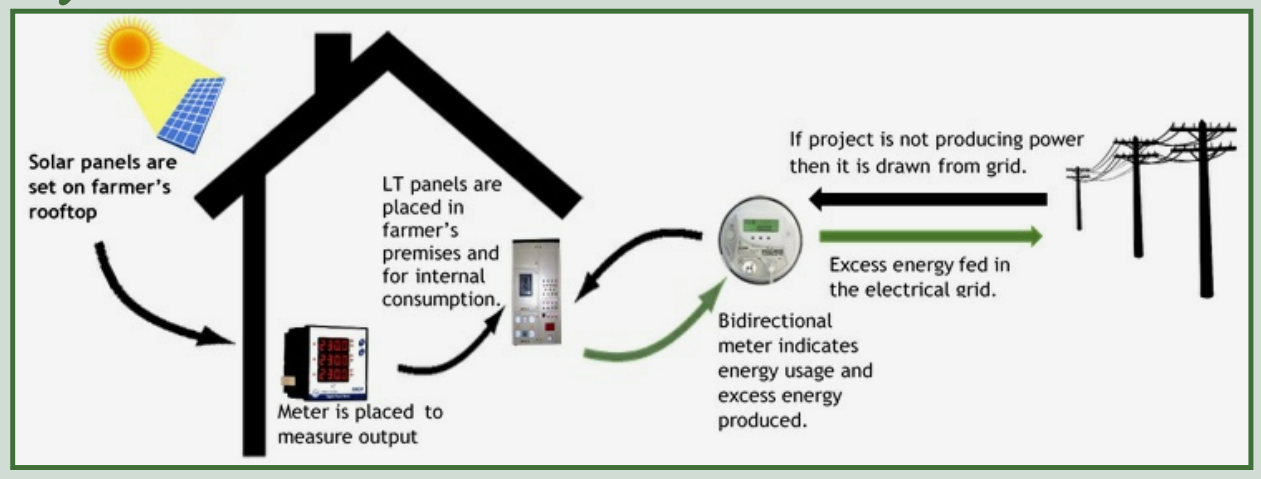 Solar panels are
set on farmer's
rooftop
LT panels are
placed in
farmer's
premises and
for internal
consumption.
Meter is placed to
measure output
If project is not producing power
then it is drawn from grid.
Excess energy fed in
the electrical grid.
Bidirectional
meter indicates
energy usage and
excess energy
produced.